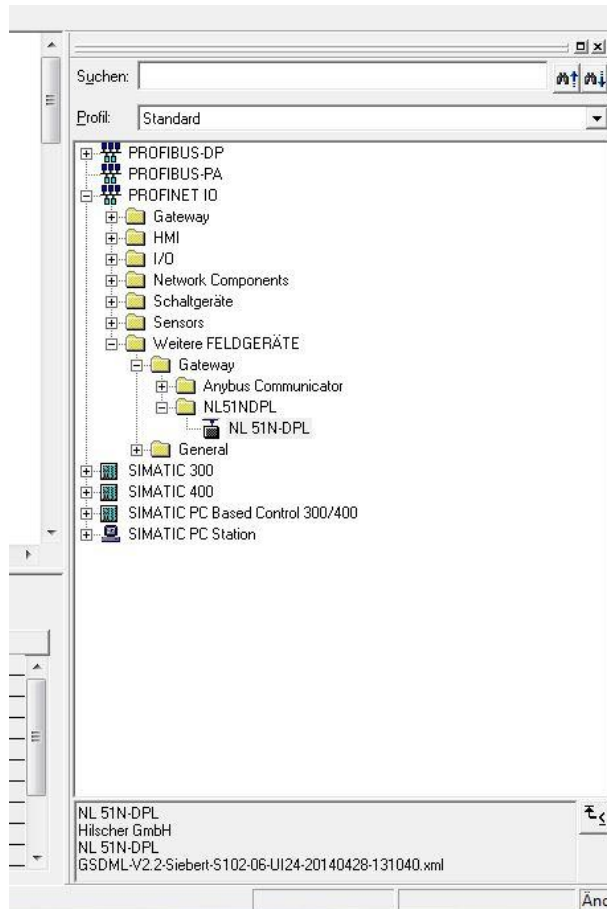 Suchen:
Profil: Standard
PROFIBUS-DP
PROFIBUS-PA
PROFINET IO
Gateway
HMI
I/O
Network Components
Schaltgeräte
Sensors
Weitere FELDGERÄTE
Gateway
Anybus Communicator
NL51NDPL
NL 51N-DPL
General
SIMATIC 300
SIMATIC 400
SIMATIC PC Based Control 300/400
SIMATIC PC Station
NL 51N-DPL
Hilscher GmbH
NL 51N-DPL
GSDML-V2.2-Siebert-S102-06-UI24-20140428-131040.xml
Änd